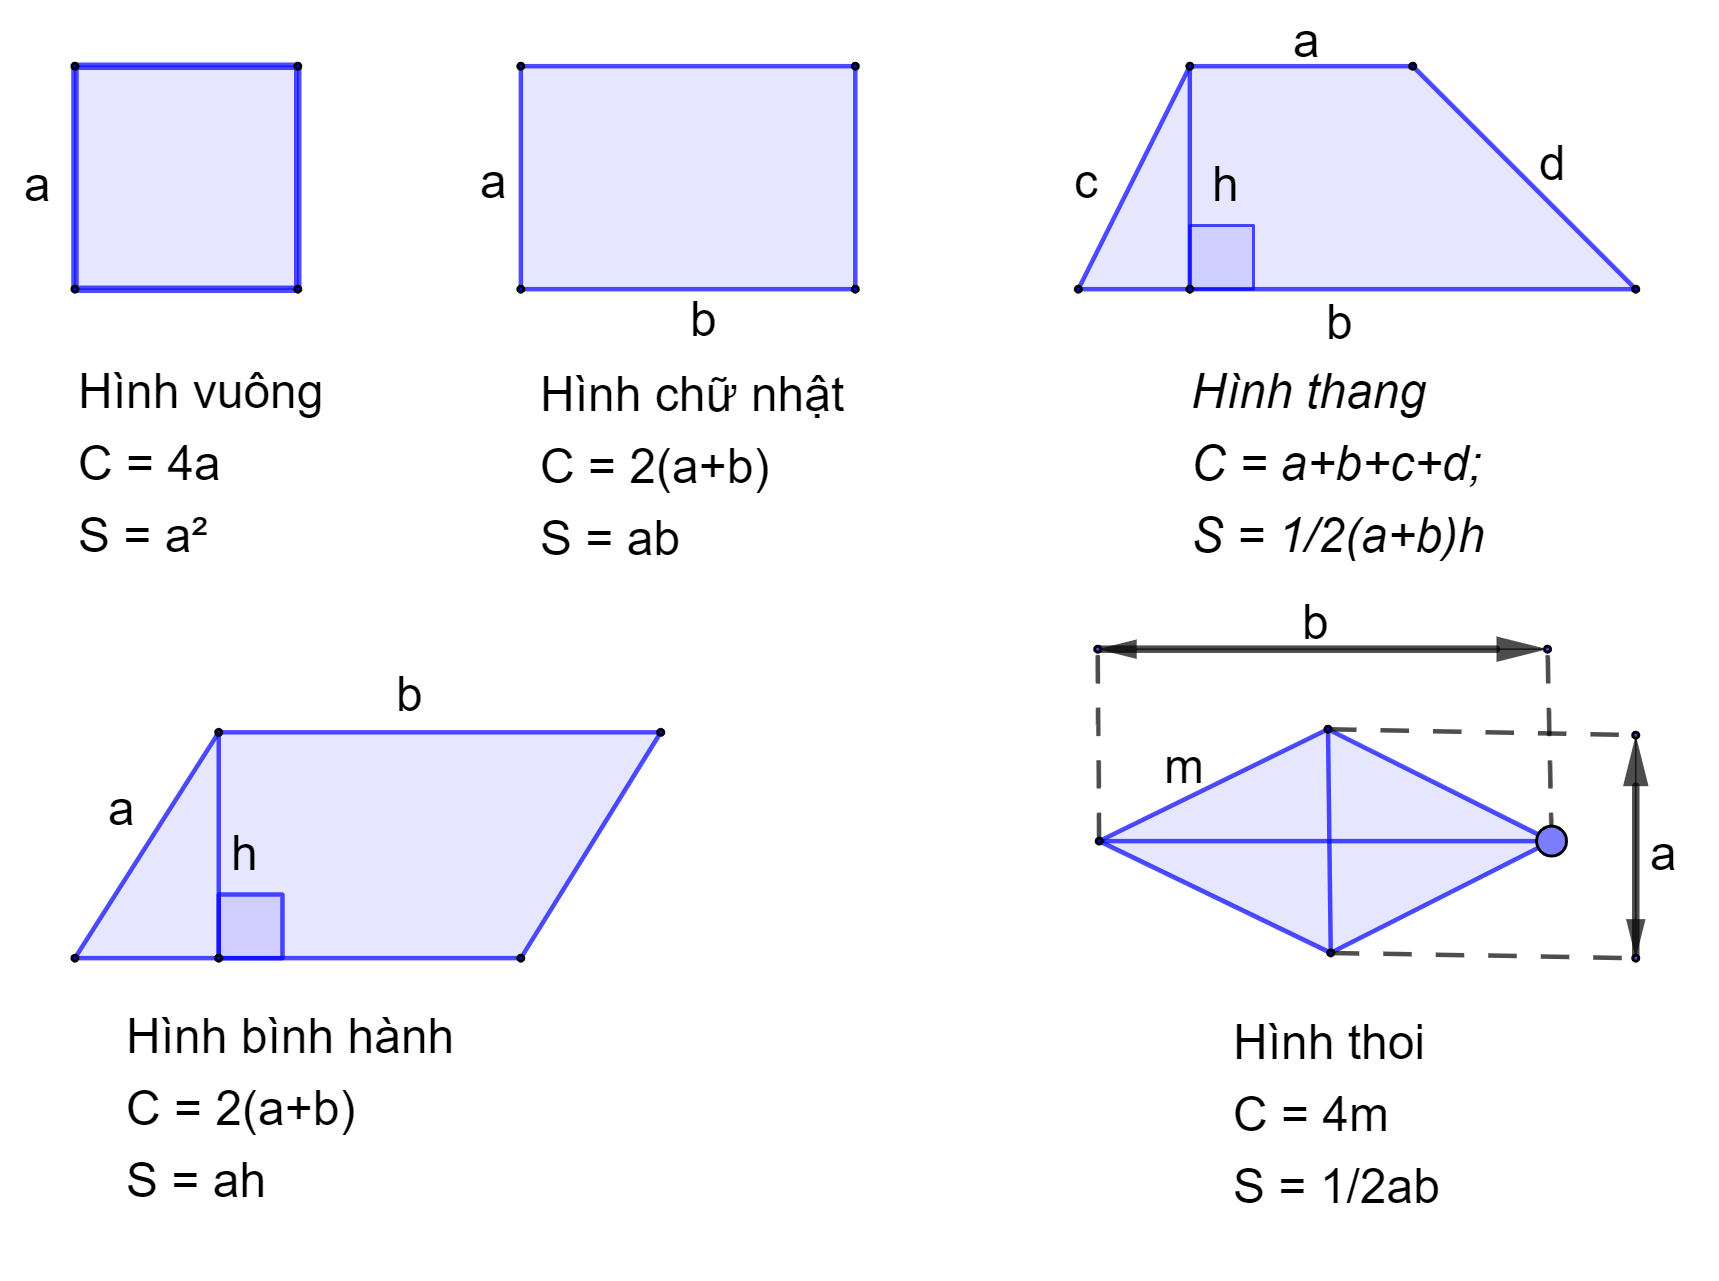 a
Hình vuông
C = 4a
S = a²
a
b
Hình chữ nhật
C = 2(a+b)
S = ab
a
c
h
d
b
Hình thang
C = a+b+c+d;
S = 1/2(a+b)h
b
a
h
Hình bình hành
C = 2(a+b)
S = ah
b
m
a
Hình thoi
C = 4m
S = 1/2ab